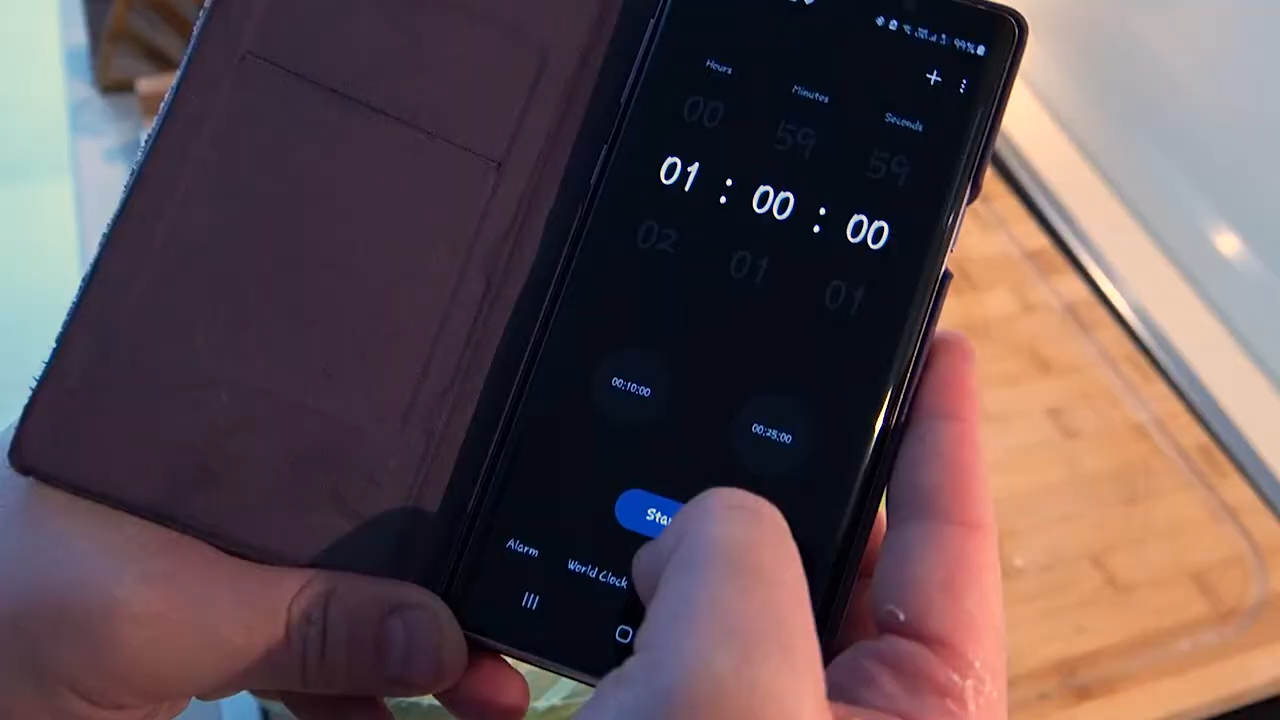 99%
Hours Minutes Seconds
00 59 59
01 : 00 : 00
02 01 01
00:10:00 00:25:00
Alarm World Clock